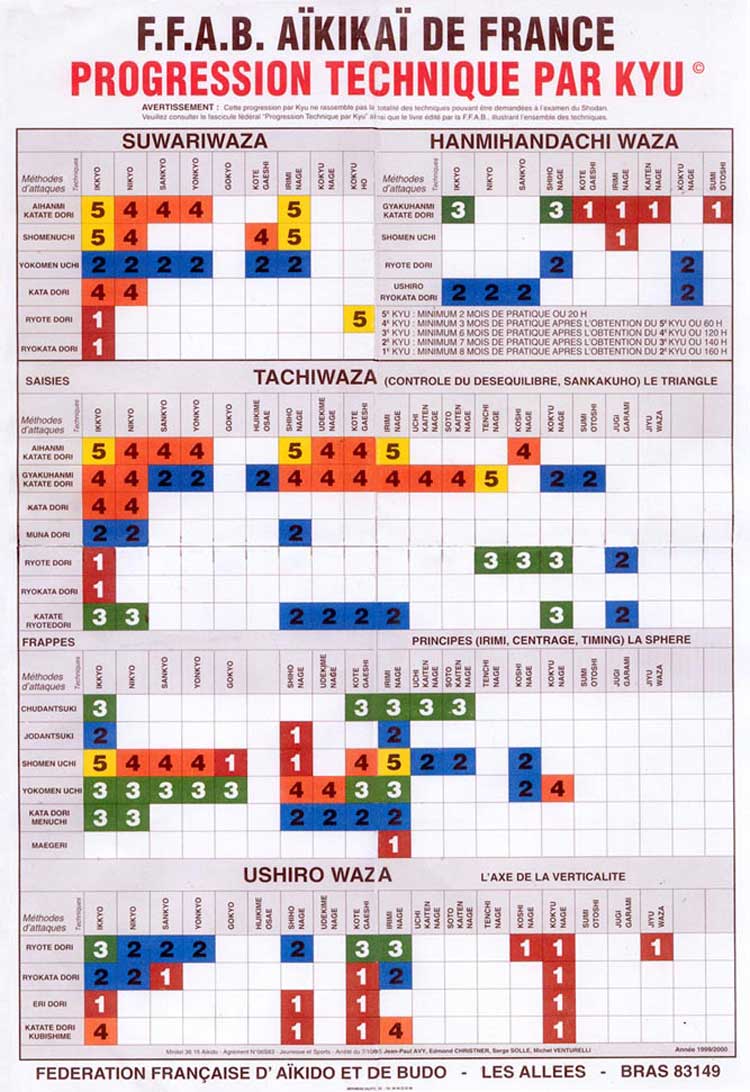 F.F.A.B. AÏKIKAÏ DE FRANCE
PROGRESSION TECHNIQUE PAR KYU ©
AVERTISSEMENT : Cette progression par Kyu ne rassemble pas la totalité des techniques pouvant être demandées à l'examen du Shodan.
Veuillez consulter le fascicule fédéral "Progression Technique par Kyu" ainsi que le livre édité par la F.F.A.B., illustrant l'ensemble des techniques.
SUWARIWAZA
Méthodes d'attaques Techniques IKKYO NIKYO SANKYO YONKYO GOKYO KOTE GAESHI IRIMI NAGE KOKYU NAGE KOKYU HO
AIHANMI KATATE DORI 5 4 4 4 5
SHOMENUCHI 5 4 4 5
YOKOMEN UCHI 2 2 2 2 2 2
KATA DORI 4 4
RYOTE DORI 1 5
RYOKATA DORI 1
HANMIHANDACHI WAZA
Méthodes d'attaques Techniques IKKYO NIKYO SANKYO SHIHO NAGE KOTE GAESHI IRIMI NAGE KAITEN NAGE KOKYU NAGE SUMI OTOSHI
GYAKUHANMI KATATE DORI 3 3 1 1 1 1
SHOMEN UCHI 1
RYOTE DORI 2 2
USHIRO RYOKATA DORI 2 2 2 2
5e KYU : MINIMUM 2 MOIS DE PRATIQUE OU 20 H
4e KYU : MINIMUM 3 MOIS DE PRATIQUE APRES L'OBTENTION DU 5e KYU OU 60 H
3e KYU : MINIMUM 6 MOIS DE PRATIQUE APRES L'OBTENTION DU 4e KYU OU 120 H
2e KYU : MINIMUM 7 MOIS DE PRATIQUE APRES L'OBTENTION DU 3e KYU OU 140 H
1e KYU : MINIMUM 8 MOIS DE PRATIQUE APRES L'OBTENTION DU 2e KYU OU 160 H
SAISIES TACHIWAZA (CONTROLE DU DESEQUILIBRE, SANKAKUHO) LE TRIANGLE
Méthodes d'attaques Techniques IKKYO NIKYO SANKYO YONKYO GOKYO HIJIKIME OSAE SHIHO NAGE UDEKIME NAGE KOTE GAESHI IRIMI NAGE UCHI KAITEN NAGE SOTO KAITEN NAGE TENCHI NAGE KOSHI NAGE KOKYU NAGE SUMI OTOSHI JUGI GARAMI JIYU WAZA
AIHANMI KATATE DORI 5 4 4 4 5 4 4 5 4
GYAKUHANMI KATATE DORI 4 4 2 2 2 4 4 4 4 4 4 5 2 2
KATA DORI 4 4
MUNA DORI 2 2 2
RYOTE DORI 1 3 3 3 2
RYOKATA DORI 1
KATATE RYOTEDORI 3 3 2 2 2 2 3 2
FRAPPES PRINCIPES (IRIMI, CENTRAGE, TIMING) LA SPHERE
Méthodes d'attaques Techniques IKKYO NIKYO SANKYO YONKYO GOKYO SHIHO NAGE UDEKIME NAGE KOTE GAESHI IRIMI NAGE UCHI KAITEN NAGE SOTO KAITEN NAGE TENCHI NAGE KOSHI NAGE KOKYU NAGE SUMI OTOSHI JUGI GARAMI JIYU WAZA
CHUDANTSUKI 3 3 3 3 3
JODANTSUKI 2 1 2
SHOMEN UCHI 5 4 4 4 1 1 4 5 2 2 2
YOKOMEN UCHI 3 3 3 3 3 4 4 3 3 2 4
KATA DORI MENUCHI 3 3 2 2 2 2
MAEGERI 1
USHIRO WAZA L'AXE DE LA VERTICALITE
Méthodes d'attaques Techniques IKKYO NIKYO SANKYO YONKYO GOKYO HIJIKIME OSAE SHIHO NAGE UDEKIME NAGE KOTE GAESHI IRIMI NAGE UCHI KAITEN NAGE SOTO KAITEN NAGE TENCHI NAGE KOSHI NAGE KOKYU NAGE SUMI OTOSHI JUGI GARAMI JIYU WAZA
RYOTE DORI 3 2 2 2 2 3 3 1 1 1
RYOKATA DORI 2 2 1 1 2 1
ERI DORI 1 1 1 1
KATATE DORI KUBISHIME 4 1 1 4 1
Jean-Paul AVY, Edmond CHRISTNER, Serge SOLLE, Michel VENTURELLI Année 1999/2000
FEDERATION FRANÇAISE D'AÏKIDO ET DE BUDO - LES ALLEES - BRAS 83149